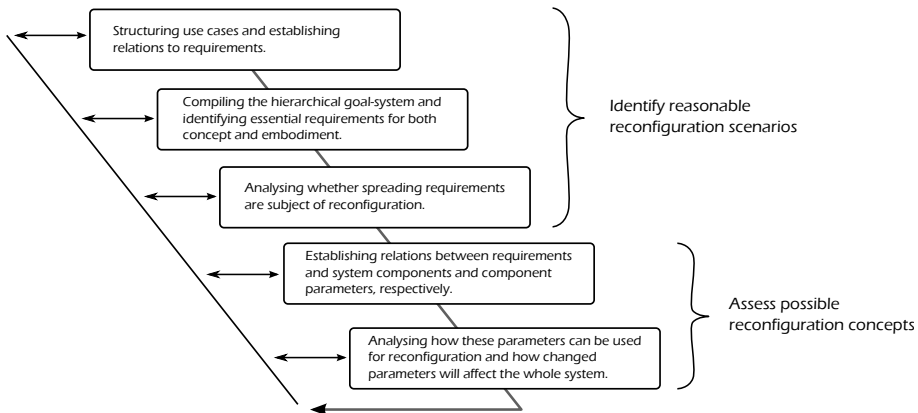 Structuring use cases and establishing
relations to requirements.
Compiling the hierarchical goal-system and
identifying essential requirements for both
concept and embodiment.
Identify reasonable
reconfiguration scenarios
Analysing whether spreading requirements
are subject of reconfiguration.
Establishing relations between requirements
and system components and component
parameters, respectively.
Assess possible
reconfiguration concepts
Analysing how these parameters can be used
for reconfiguration and how changed
parameters will affect the whole system.